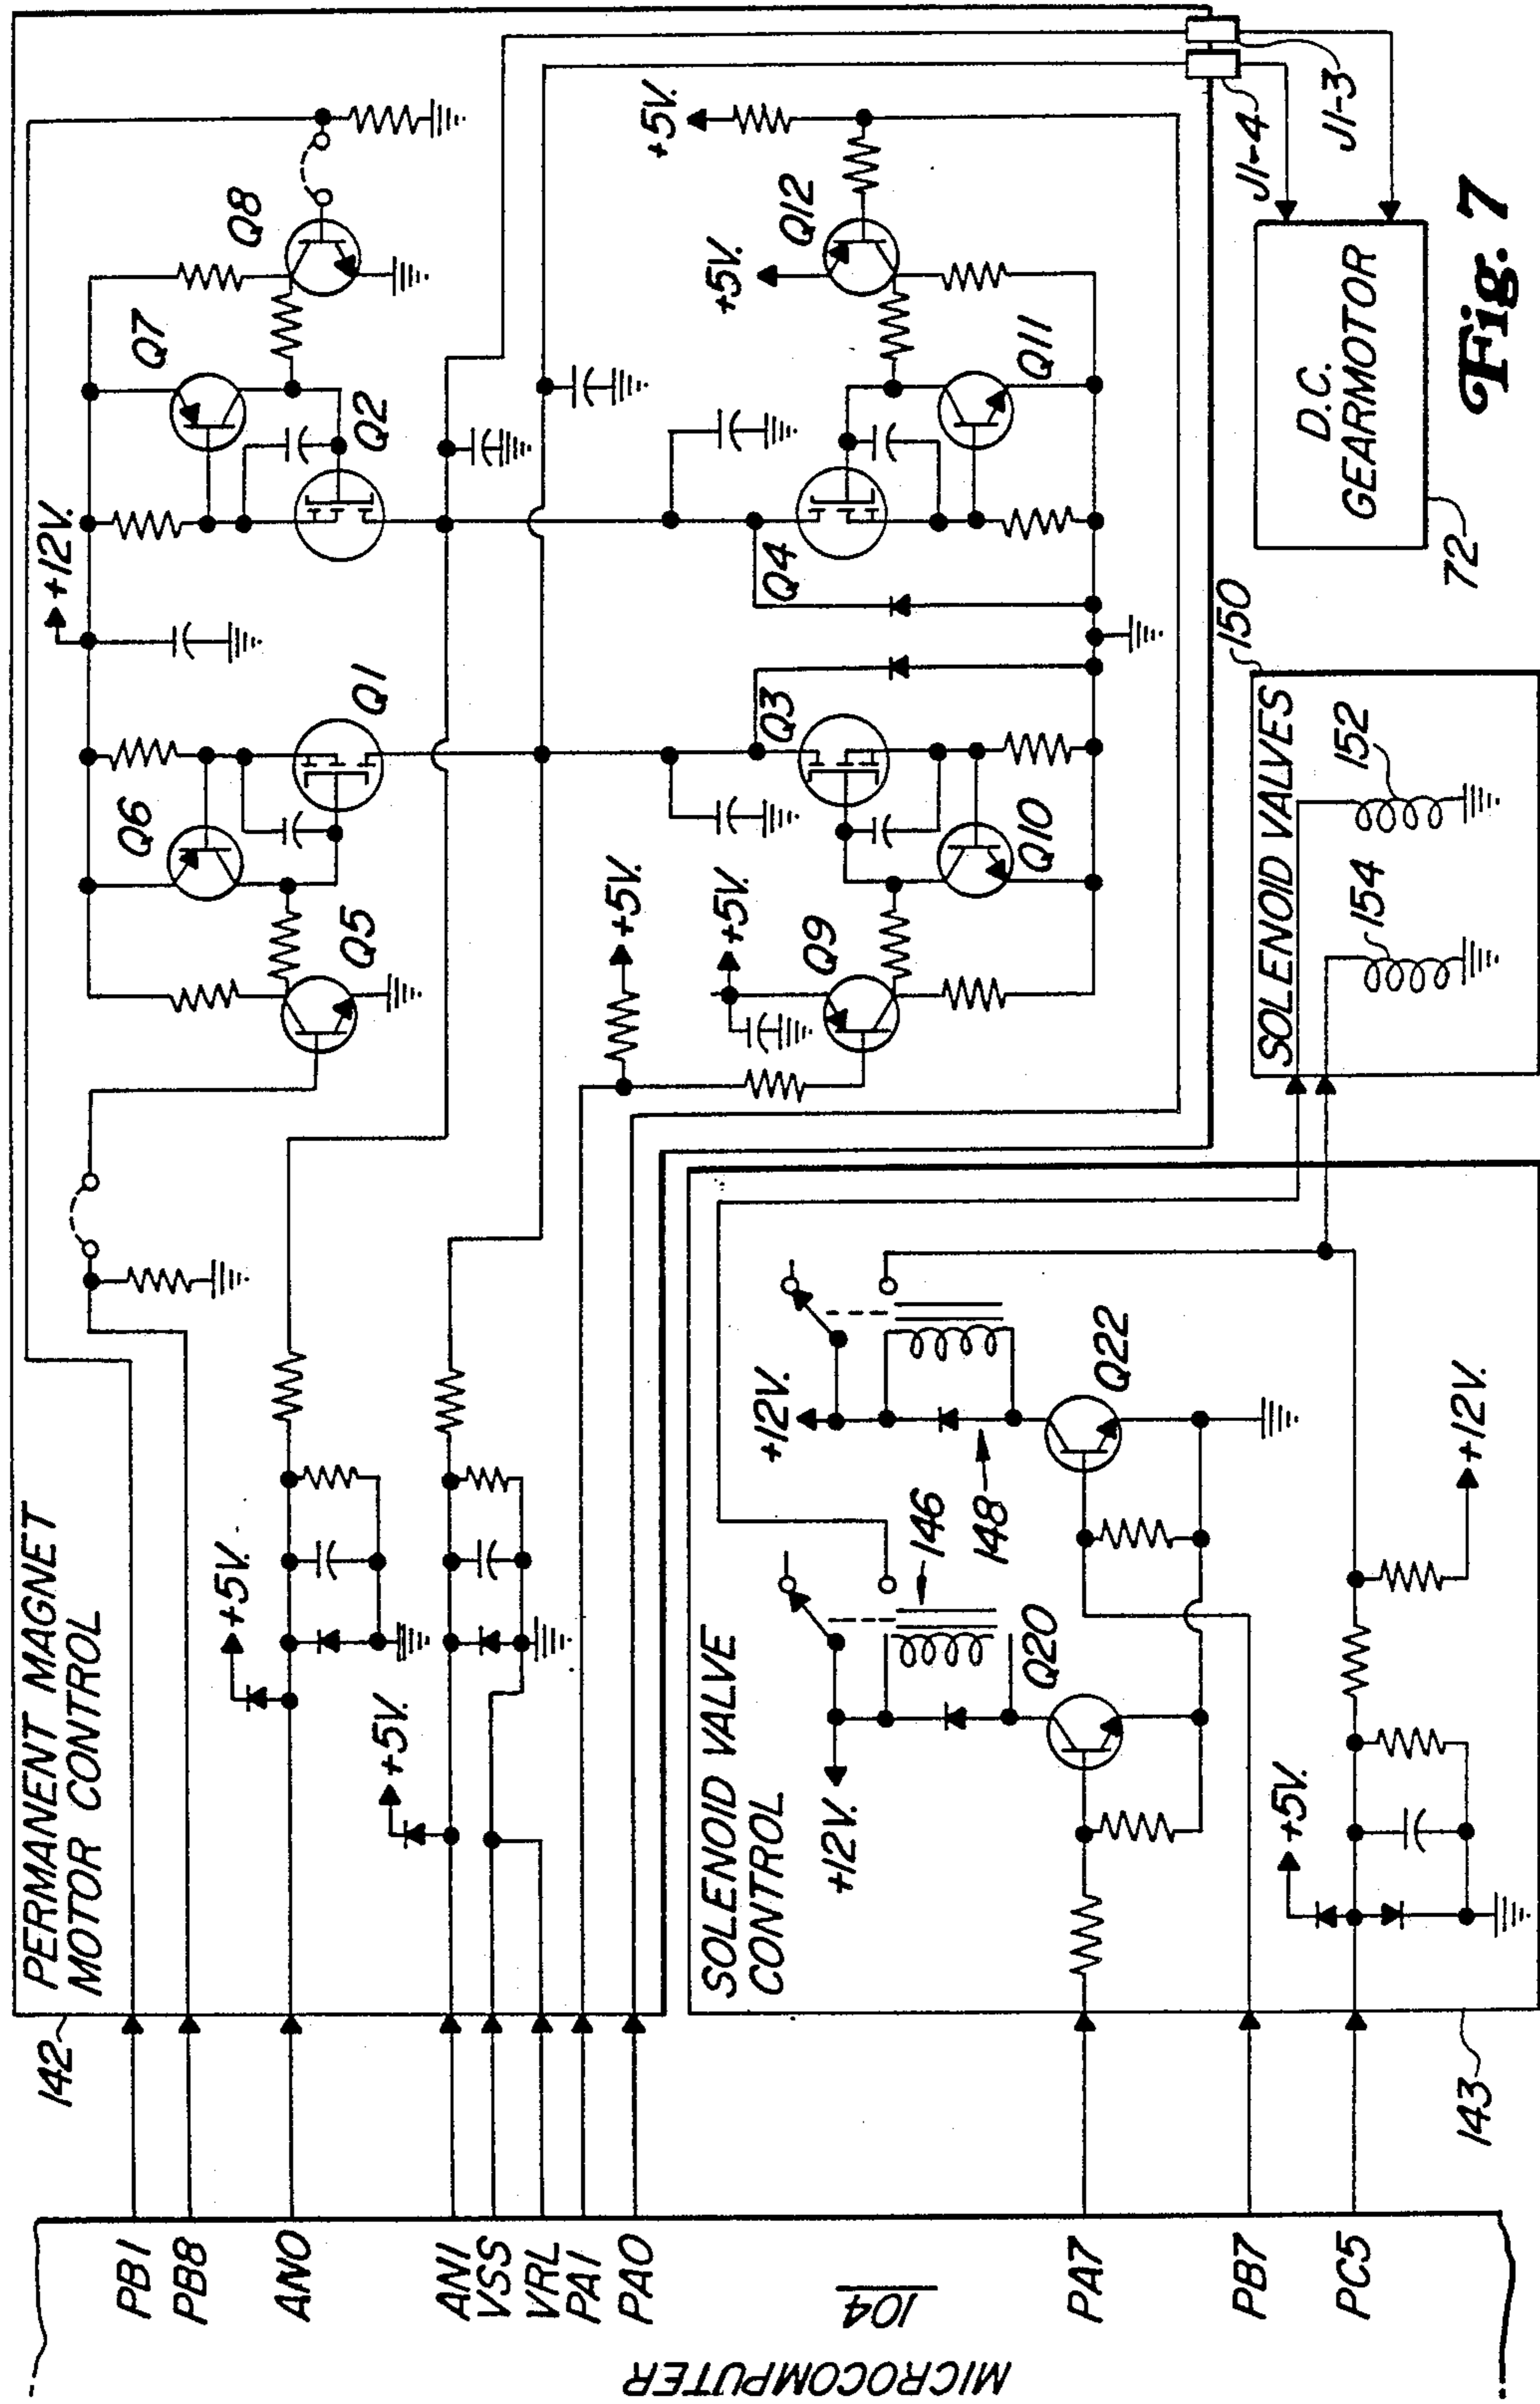 PERMANENT MAGNET
MOTOR CONTROL
142
PB1
PB8
AN0
AN1
VSS
VRL
PA1
PA0
PA7
PB7
PC5
MICROCOMPUTER
104
+5V.
+5V.
+12V.
Q5
Q6
Q1
Q7
Q2
Q8
+5V.
+5V.
Q9
Q10
Q3
Q4
Q11
+5V.
Q12
+5V.
J1-4
J1-3
D.C.
GEARMOTOR
72
SOLENOID VALVE
CONTROL
143
+12V.
146
Q20
+12V.
148
Q22
+5V.
+12V.
SOLENOID VALVES
150
154
152
Fig. 7